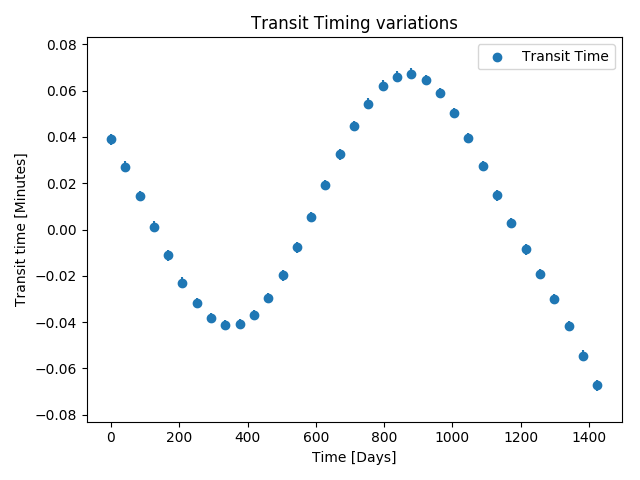 Transit Timing variations
Transit Time
0.08
0.06
0.04
0.02
0.00
−0.02
−0.04
−0.06
−0.08
Transit time [Minutes]
0 200 400 600 800 1000 1200 1400
Time [Days]